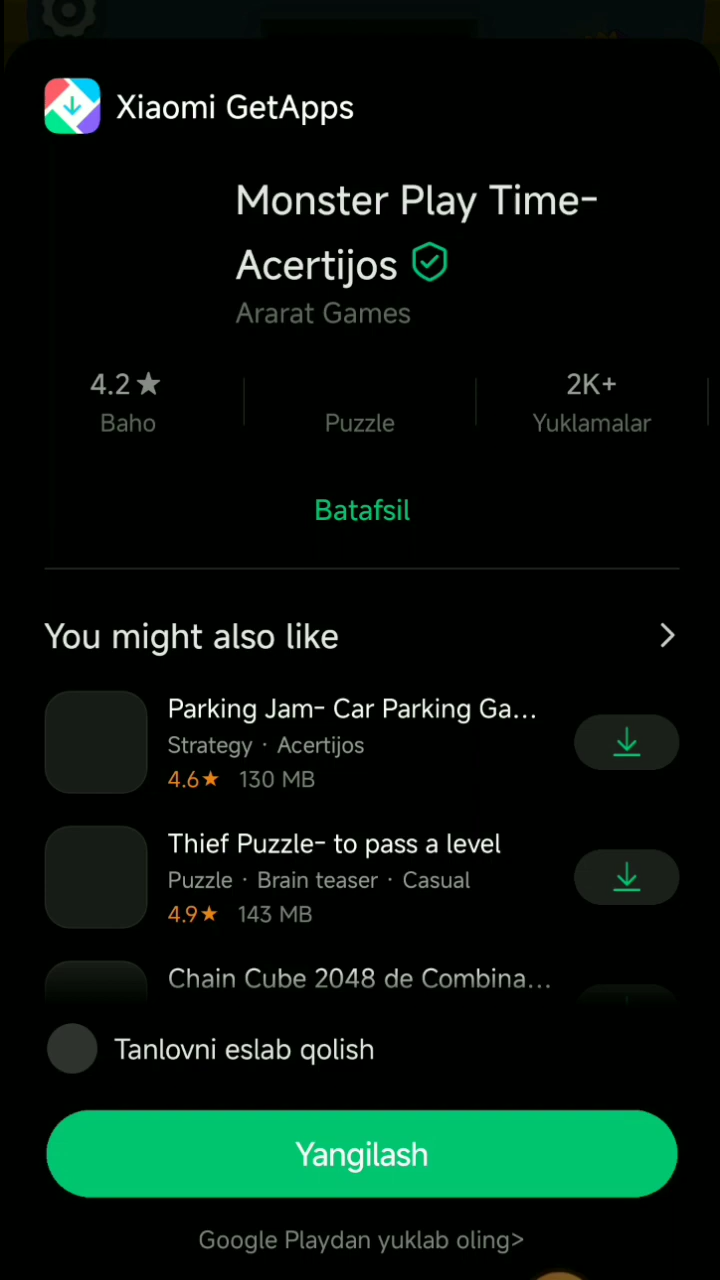 Xiaomi GetApps
Monster Play Time-
Acertijos
Ararat Games
4.2★
Baho
Puzzle
2K+
Yuklamalar
Batafsil
You might also like
Parking Jam- Car Parking Ga…
Strategy · Acertijos
4.6★ 130 MB
Thief Puzzle- to pass a level
Puzzle · Brain teaser · Casual
4.9★ 143 MB
Chain Cube 2048 de Combina…
Tanlovni eslab qolish
Yangilash
Google Playdan yuklab oling>